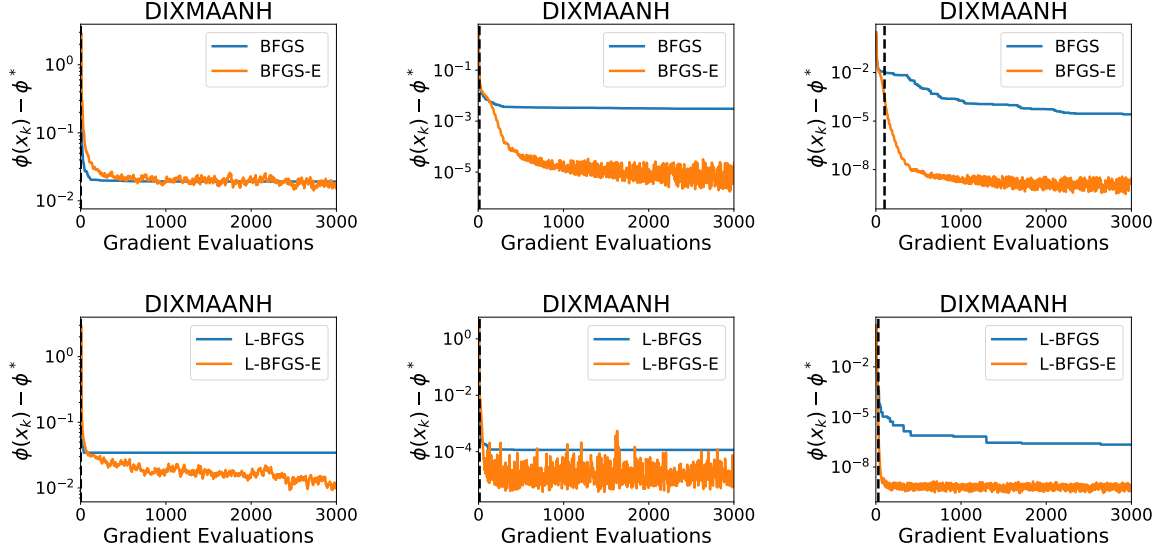 DIXMAANH
ϕ(x_k) − ϕ*
10^0
10^-1
10^-2
BFGS
BFGS-E
0 1000 2000 3000
Gradient Evaluations
DIXMAANH
ϕ(x_k) − ϕ*
10^-1
10^-3
10^-5
BFGS
BFGS-E
0 1000 2000 3000
Gradient Evaluations
DIXMAANH
ϕ(x_k) − ϕ*
10^-2
10^-5
10^-8
BFGS
BFGS-E
0 1000 2000 3000
Gradient Evaluations
DIXMAANH
ϕ(x_k) − ϕ*
10^0
10^-1
10^-2
L-BFGS
L-BFGS-E
0 1000 2000 3000
Gradient Evaluations
DIXMAANH
ϕ(x_k) − ϕ*
10^0
10^-2
10^-4
L-BFGS
L-BFGS-E
0 1000 2000 3000
Gradient Evaluations
DIXMAANH
ϕ(x_k) − ϕ*
10^-2
10^-5
10^-8
L-BFGS
L-BFGS-E
0 1000 2000 3000
Gradient Evaluations